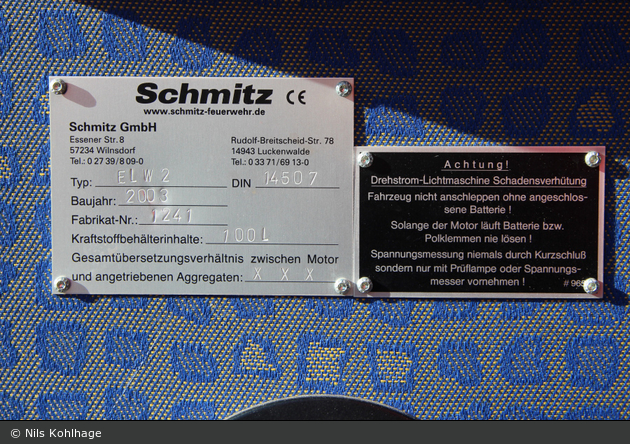 Schmitz CE
www.schmitz-feuerwehr.de
Schmitz GmbH
Essener Str. 8
57234 Wilnsdorf
Tel.: 0 27 39/8 09-0
Rudolf-Breitscheid-Str. 78
14943 Luckenwalde
Tel.: 0 33 71/69 13-0
Typ: ELW2 DIN 14507
Baujahr: 2003
Fabrikat-Nr.: 1241
Kraftstoffbehälterinhalte: 100L
Gesamtübersetzungsverhältnis zwischen Motor
und angetriebenen Aggregaten: X X X
Achtung!
Drehstrom-Lichtmaschine Schadensverhütung
Fahrzeug nicht anschleppen ohne angeschlos-
sene Batterie !
Solange der Motor läuft Batterie bzw.
Polklemmen nie lösen !
Spannungsmessung niemals durch Kurzschluß
sondern nur mit Prüflampe oder Spannungs-
messer vornehmen !
© Nils Kohlhage